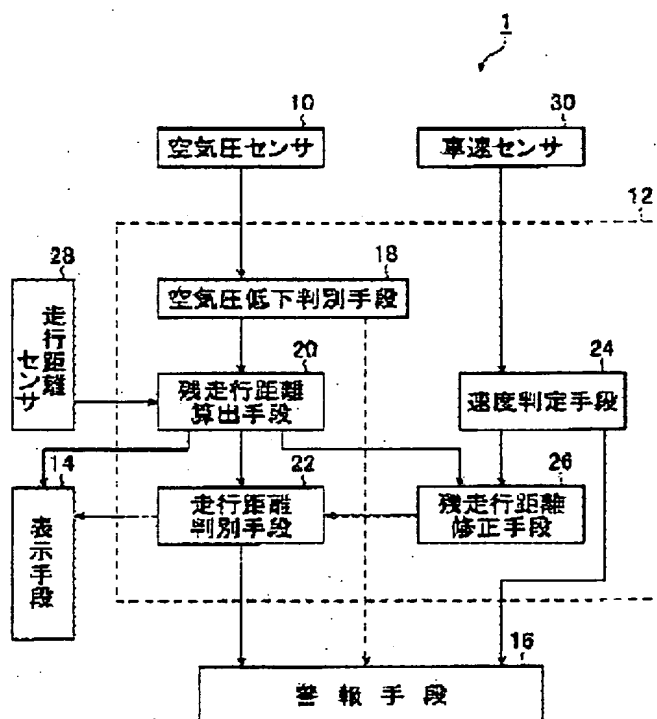 1
10
空気圧センサ
30
車速センサ
12
28
走行距離
センサ
18
空気圧低下判別手段
20
残走行距離
算出手段
24
速度判定手段
14
表示手段
22
走行距離
判別手段
26
残走行距離
修正手段
16
警報手段